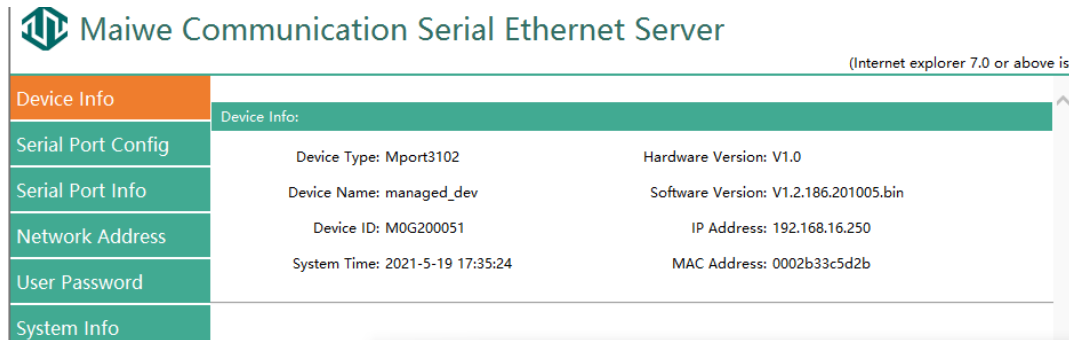 Maiwe Communication Serial Ethernet Server
(Internet explorer 7.0 or above is
Device Info
Serial Port Config
Serial Port Info
Network Address
User Password
System Info
Device Info:
Device Type: Mport3102
Hardware Version: V1.0
Device Name: managed_dev
Software Version: V1.2.186.201005.bin
Device ID: M0G200051
IP Address: 192.168.16.250
System Time: 2021-5-19 17:35:24
MAC Address: 0002b33c5d2b